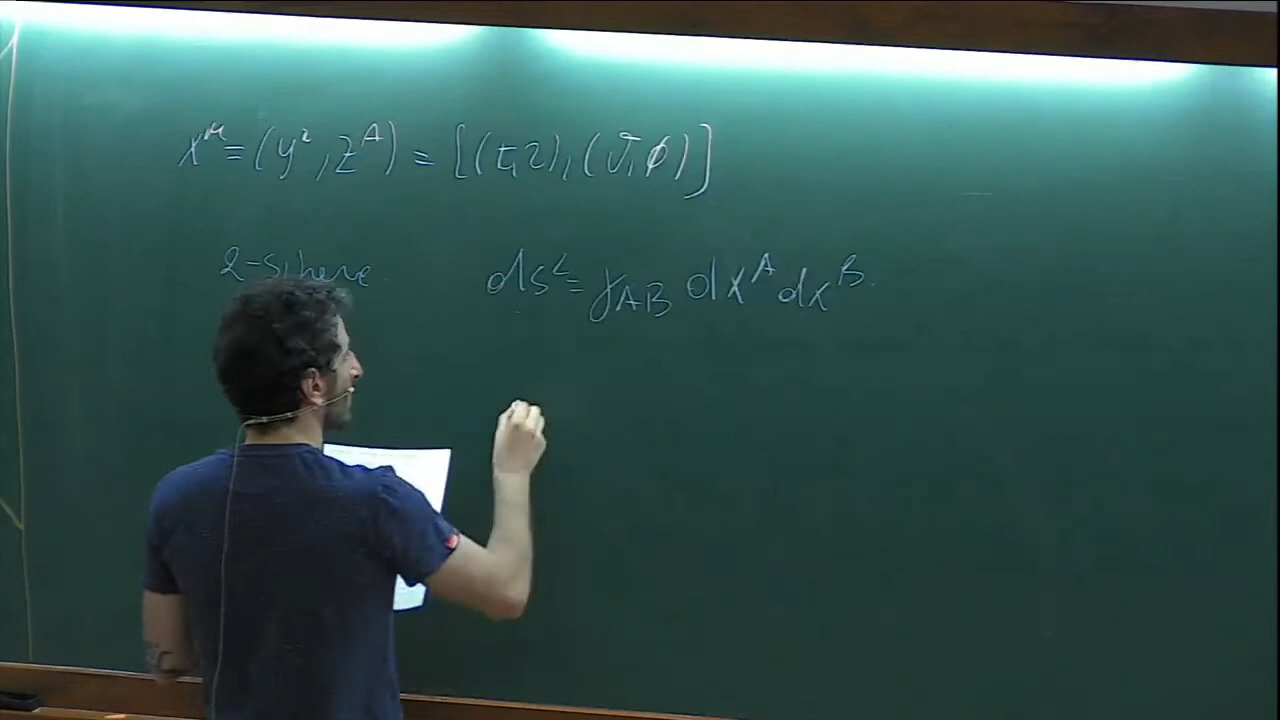 x^μ = (y^a, z^A) = [(t, r), (ϑ, φ)]
2-sphere
ds² = γ_AB dx^A dx^B